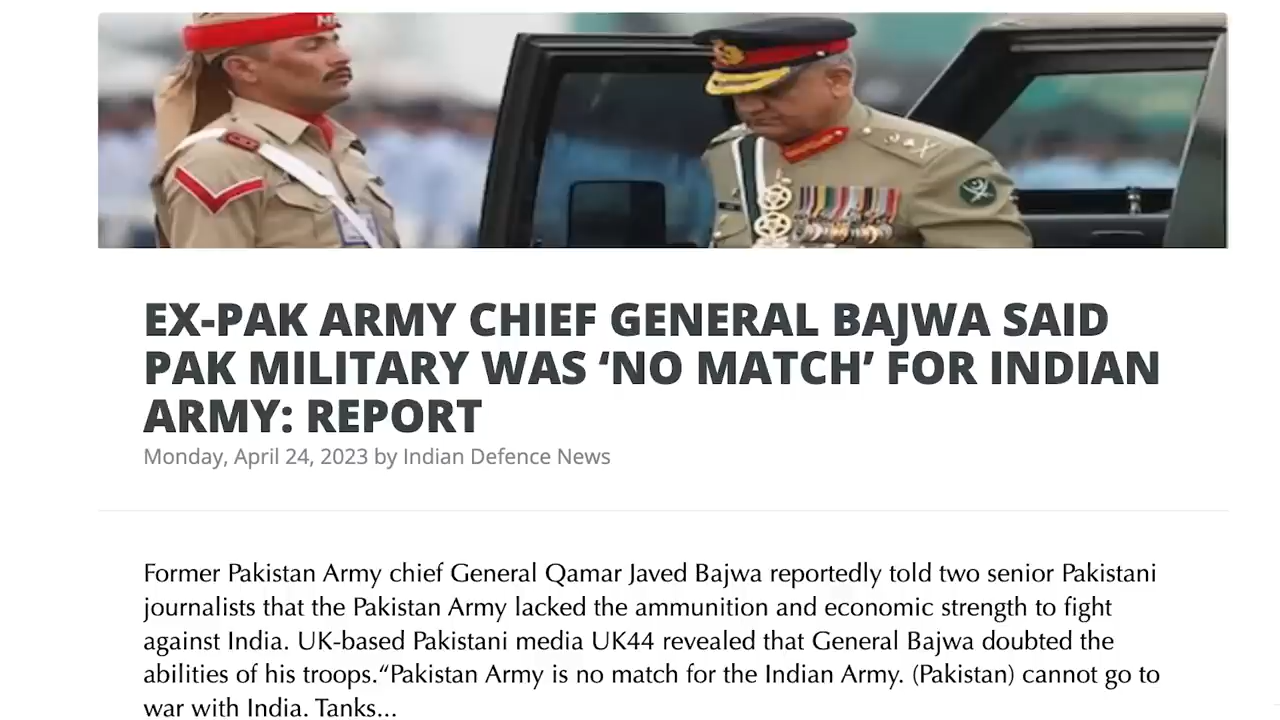 MP
EX-PAK ARMY CHIEF GENERAL BAJWA SAID
PAK MILITARY WAS ‘NO MATCH’ FOR INDIAN
ARMY: REPORT
Monday, April 24, 2023 by Indian Defence News
Former Pakistan Army chief General Qamar Javed Bajwa reportedly told two senior Pakistani
journalists that the Pakistan Army lacked the ammunition and economic strength to fight
against India. UK-based Pakistani media UK44 revealed that General Bajwa doubted the
abilities of his troops.“Pakistan Army is no match for the Indian Army. (Pakistan) cannot go to
war with India. Tanks...